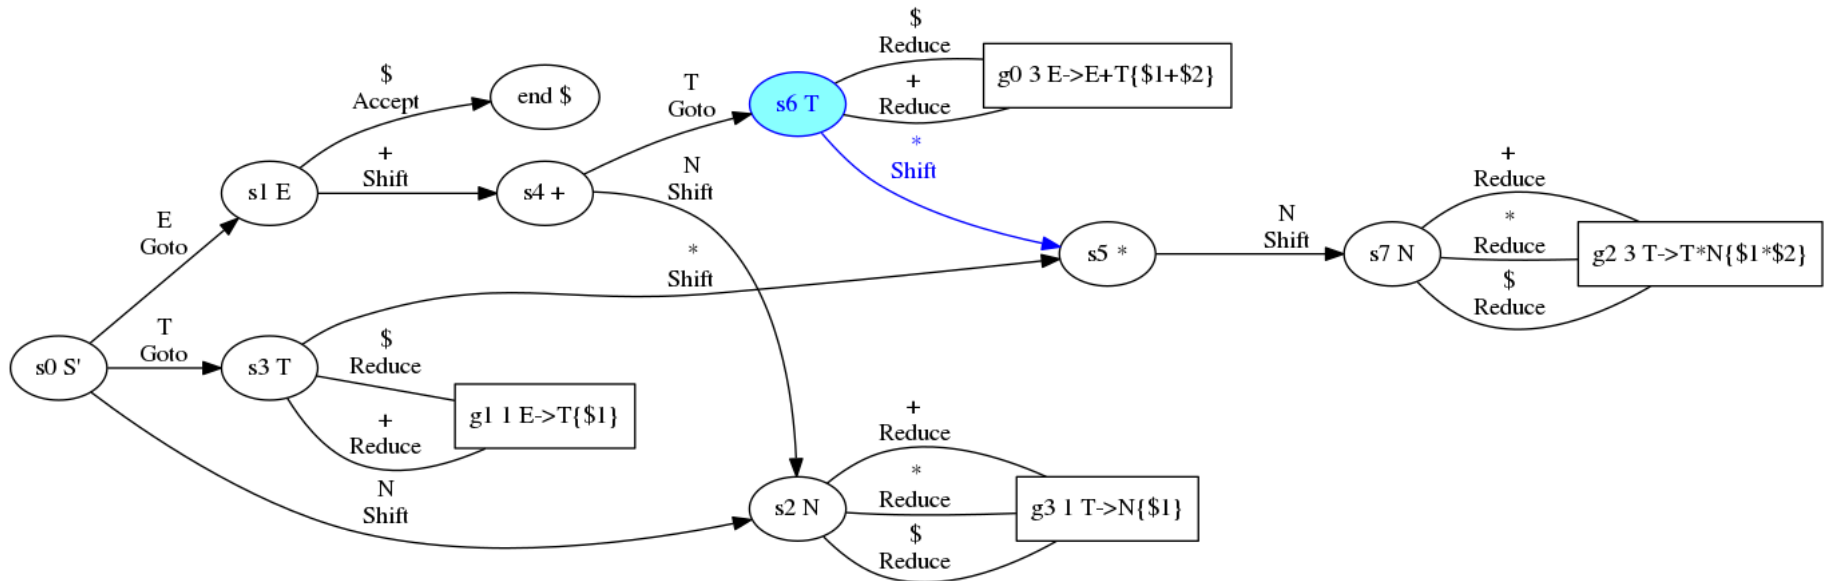 $
Reduce
g0 3 E->E+T{$1+$2}
+
Reduce
$
Accept
end $
T
Goto
s6 T
*
Shift
+
Shift
s1 E
s4 +
N
Shift
+
Reduce
E
Goto
*
Shift
s5 *
N
Shift
s7 N
*
Reduce
g2 3 T->T*N{$1*$2}
$
Reduce
s0 S'
T
Goto
s3 T
$
Reduce
g1 1 E->T{$1}
+
Reduce
N
Shift
+
Reduce
s2 N
*
Reduce
g3 1 T->N{$1}
$
Reduce